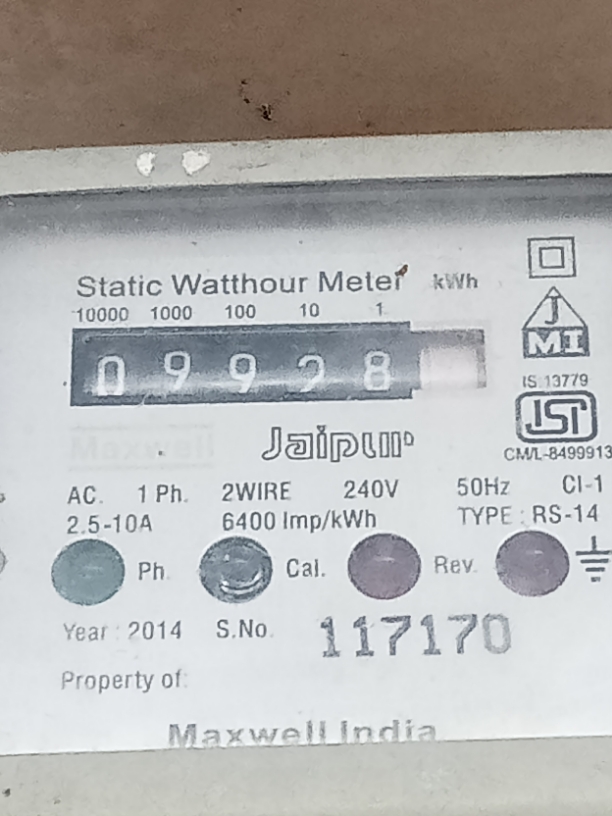 Static Watthour Meter kWh
10000 1000 100 10 1
J
MI
0 9 9 8
IS 13779
ISI
Maxwell
Jaipur
CM/L-8499913
AC. 1 Ph. 2WIRE 240V 50Hz Cl-1
2.5-10A 6400 Imp/kWh TYPE : RS-14
Ph. Cal. Rev.
Year : 2014 S.No. 117170
Property of:
Maxwell India